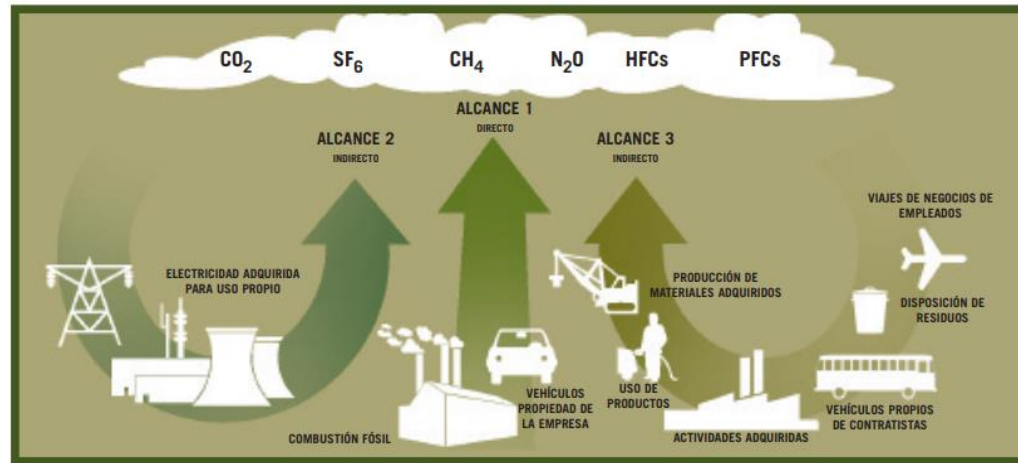 CO2 SF6 CH4 N2O HFCs PFCs
ALCANCE 1
DIRECTO
ALCANCE 2
INDIRECTO
ALCANCE 3
INDIRECTO
VIAJES DE NEGOCIOS DE
EMPLEADOS
ELECTRICIDAD ADQUIRIDA
PARA USO PROPIO
PRODUCCIÓN DE
MATERIALES ADQUIRIDOS
DISPOSICIÓN DE
RESIDUOS
COMBUSTIÓN FÓSIL
VEHÍCULOS
PROPIEDAD DE
LA EMPRESA
USO DE
PRODUCTOS
ACTIVIDADES ADQUIRIDAS
VEHÍCULOS PROPIOS
DE CONTRATISTAS